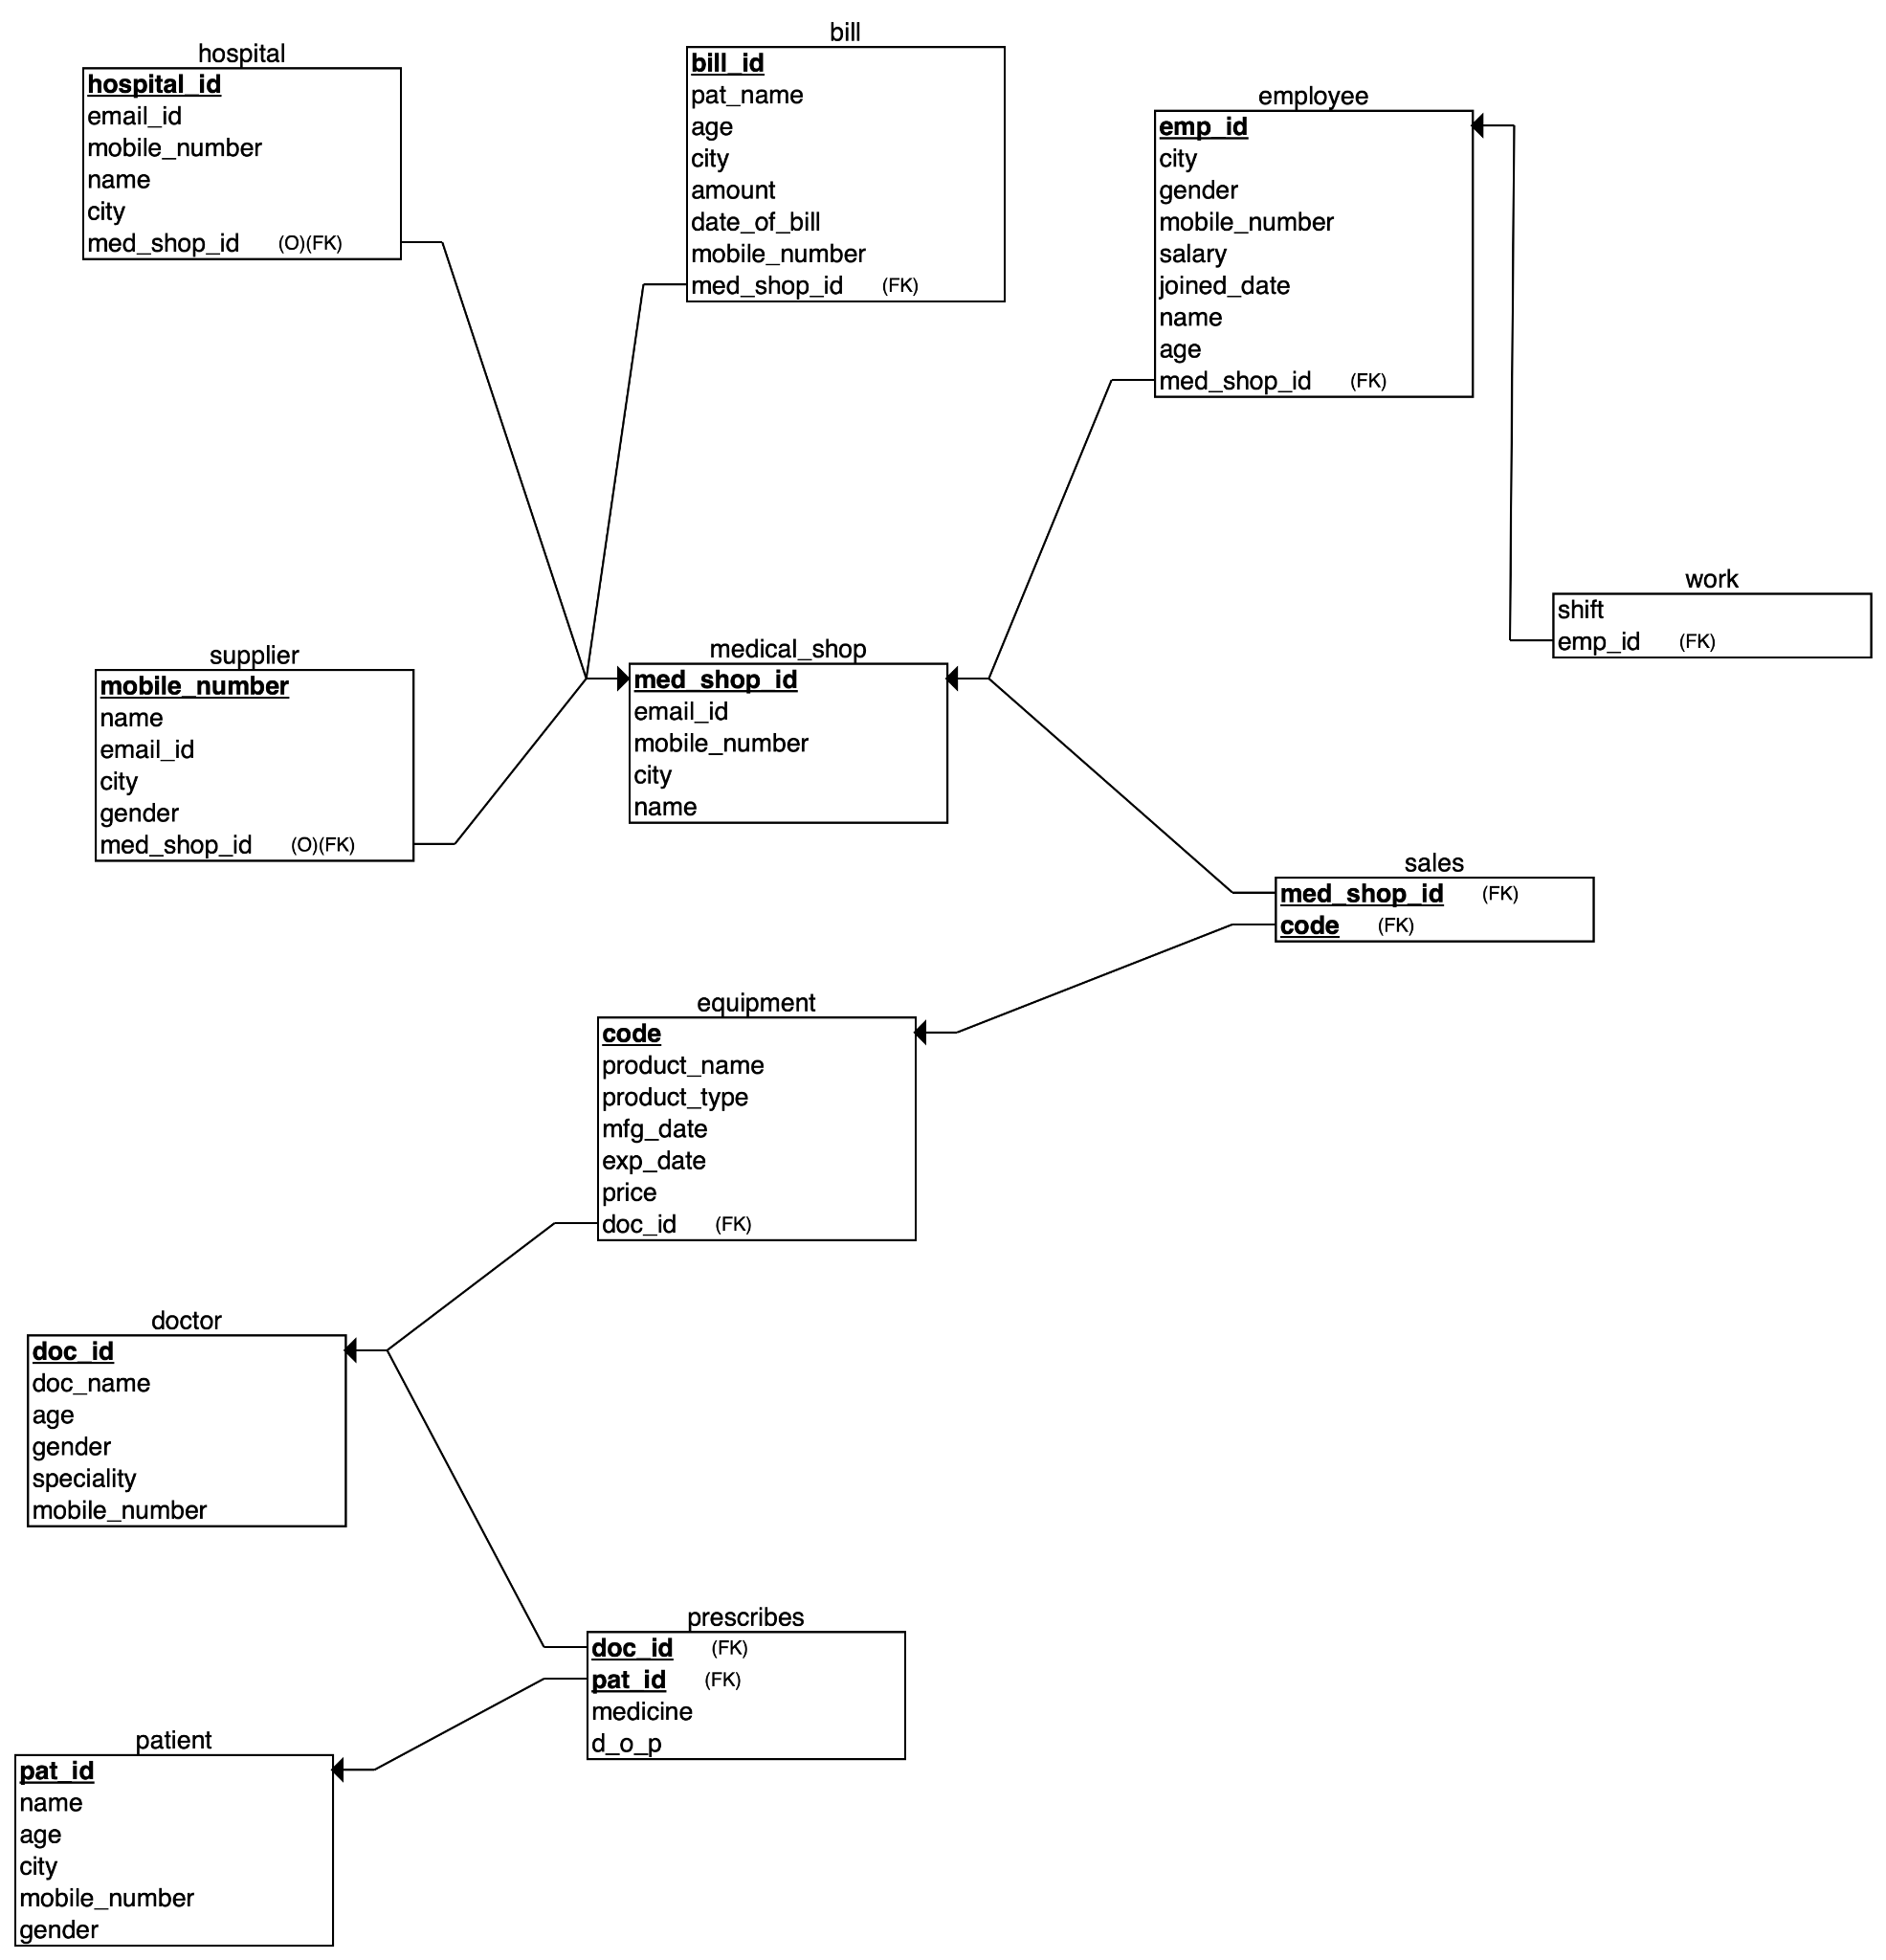 hospital
hospital_id
email_id
mobile_number
name
city
med_shop_id (O)(FK)
bill
bill_id
pat_name
age
city
amount
date_of_bill
mobile_number
med_shop_id (FK)
employee
emp_id
city
gender
mobile_number
salary
joined_date
name
age
med_shop_id (FK)
work
shift
emp_id (FK)
supplier
mobile_number
name
email_id
city
gender
med_shop_id (O)(FK)
medical_shop
med_shop_id
email_id
mobile_number
city
name
sales
med_shop_id (FK)
code (FK)
equipment
code
product_name
product_type
mfg_date
exp_date
price
doc_id (FK)
doctor
doc_id
doc_name
age
gender
speciality
mobile_number
prescribes
doc_id (FK)
pat_id (FK)
medicine
d_o_p
patient
pat_id
name
age
city
mobile_number
gender